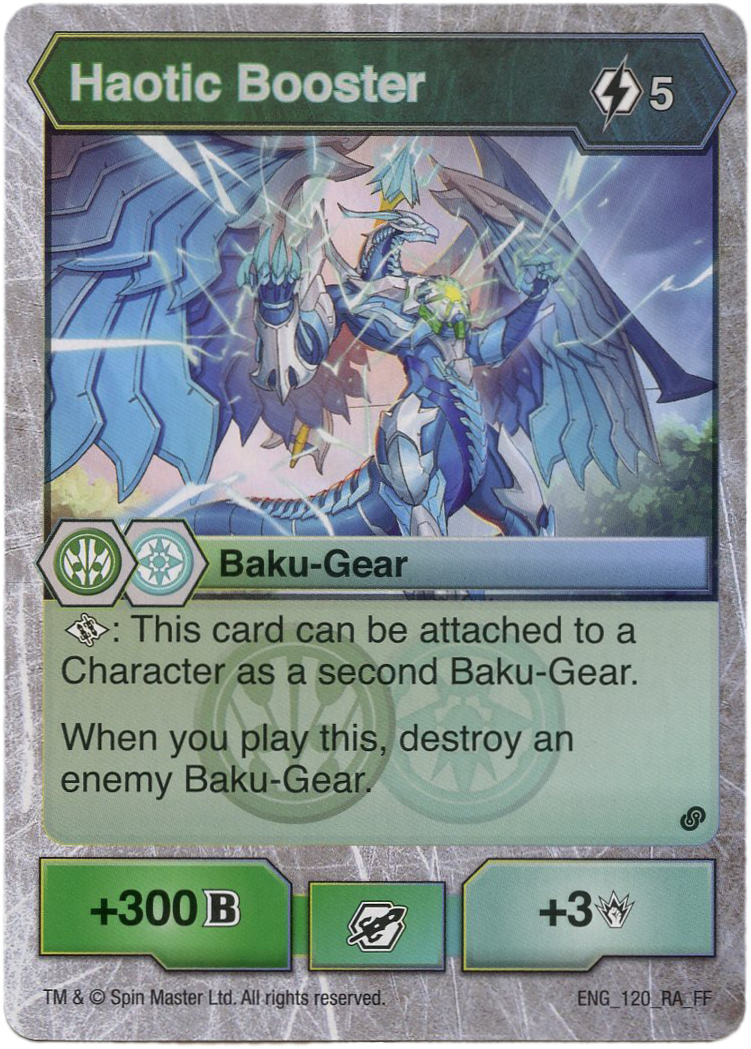 Haotic Booster 5
Baku-Gear
: This card can be attached to a
Character as a second Baku-Gear.
When you play this, destroy an
enemy Baku-Gear.
+300 B
+3
TM & © Spin Master Ltd. All rights reserved.
ENG_120_RA_FF